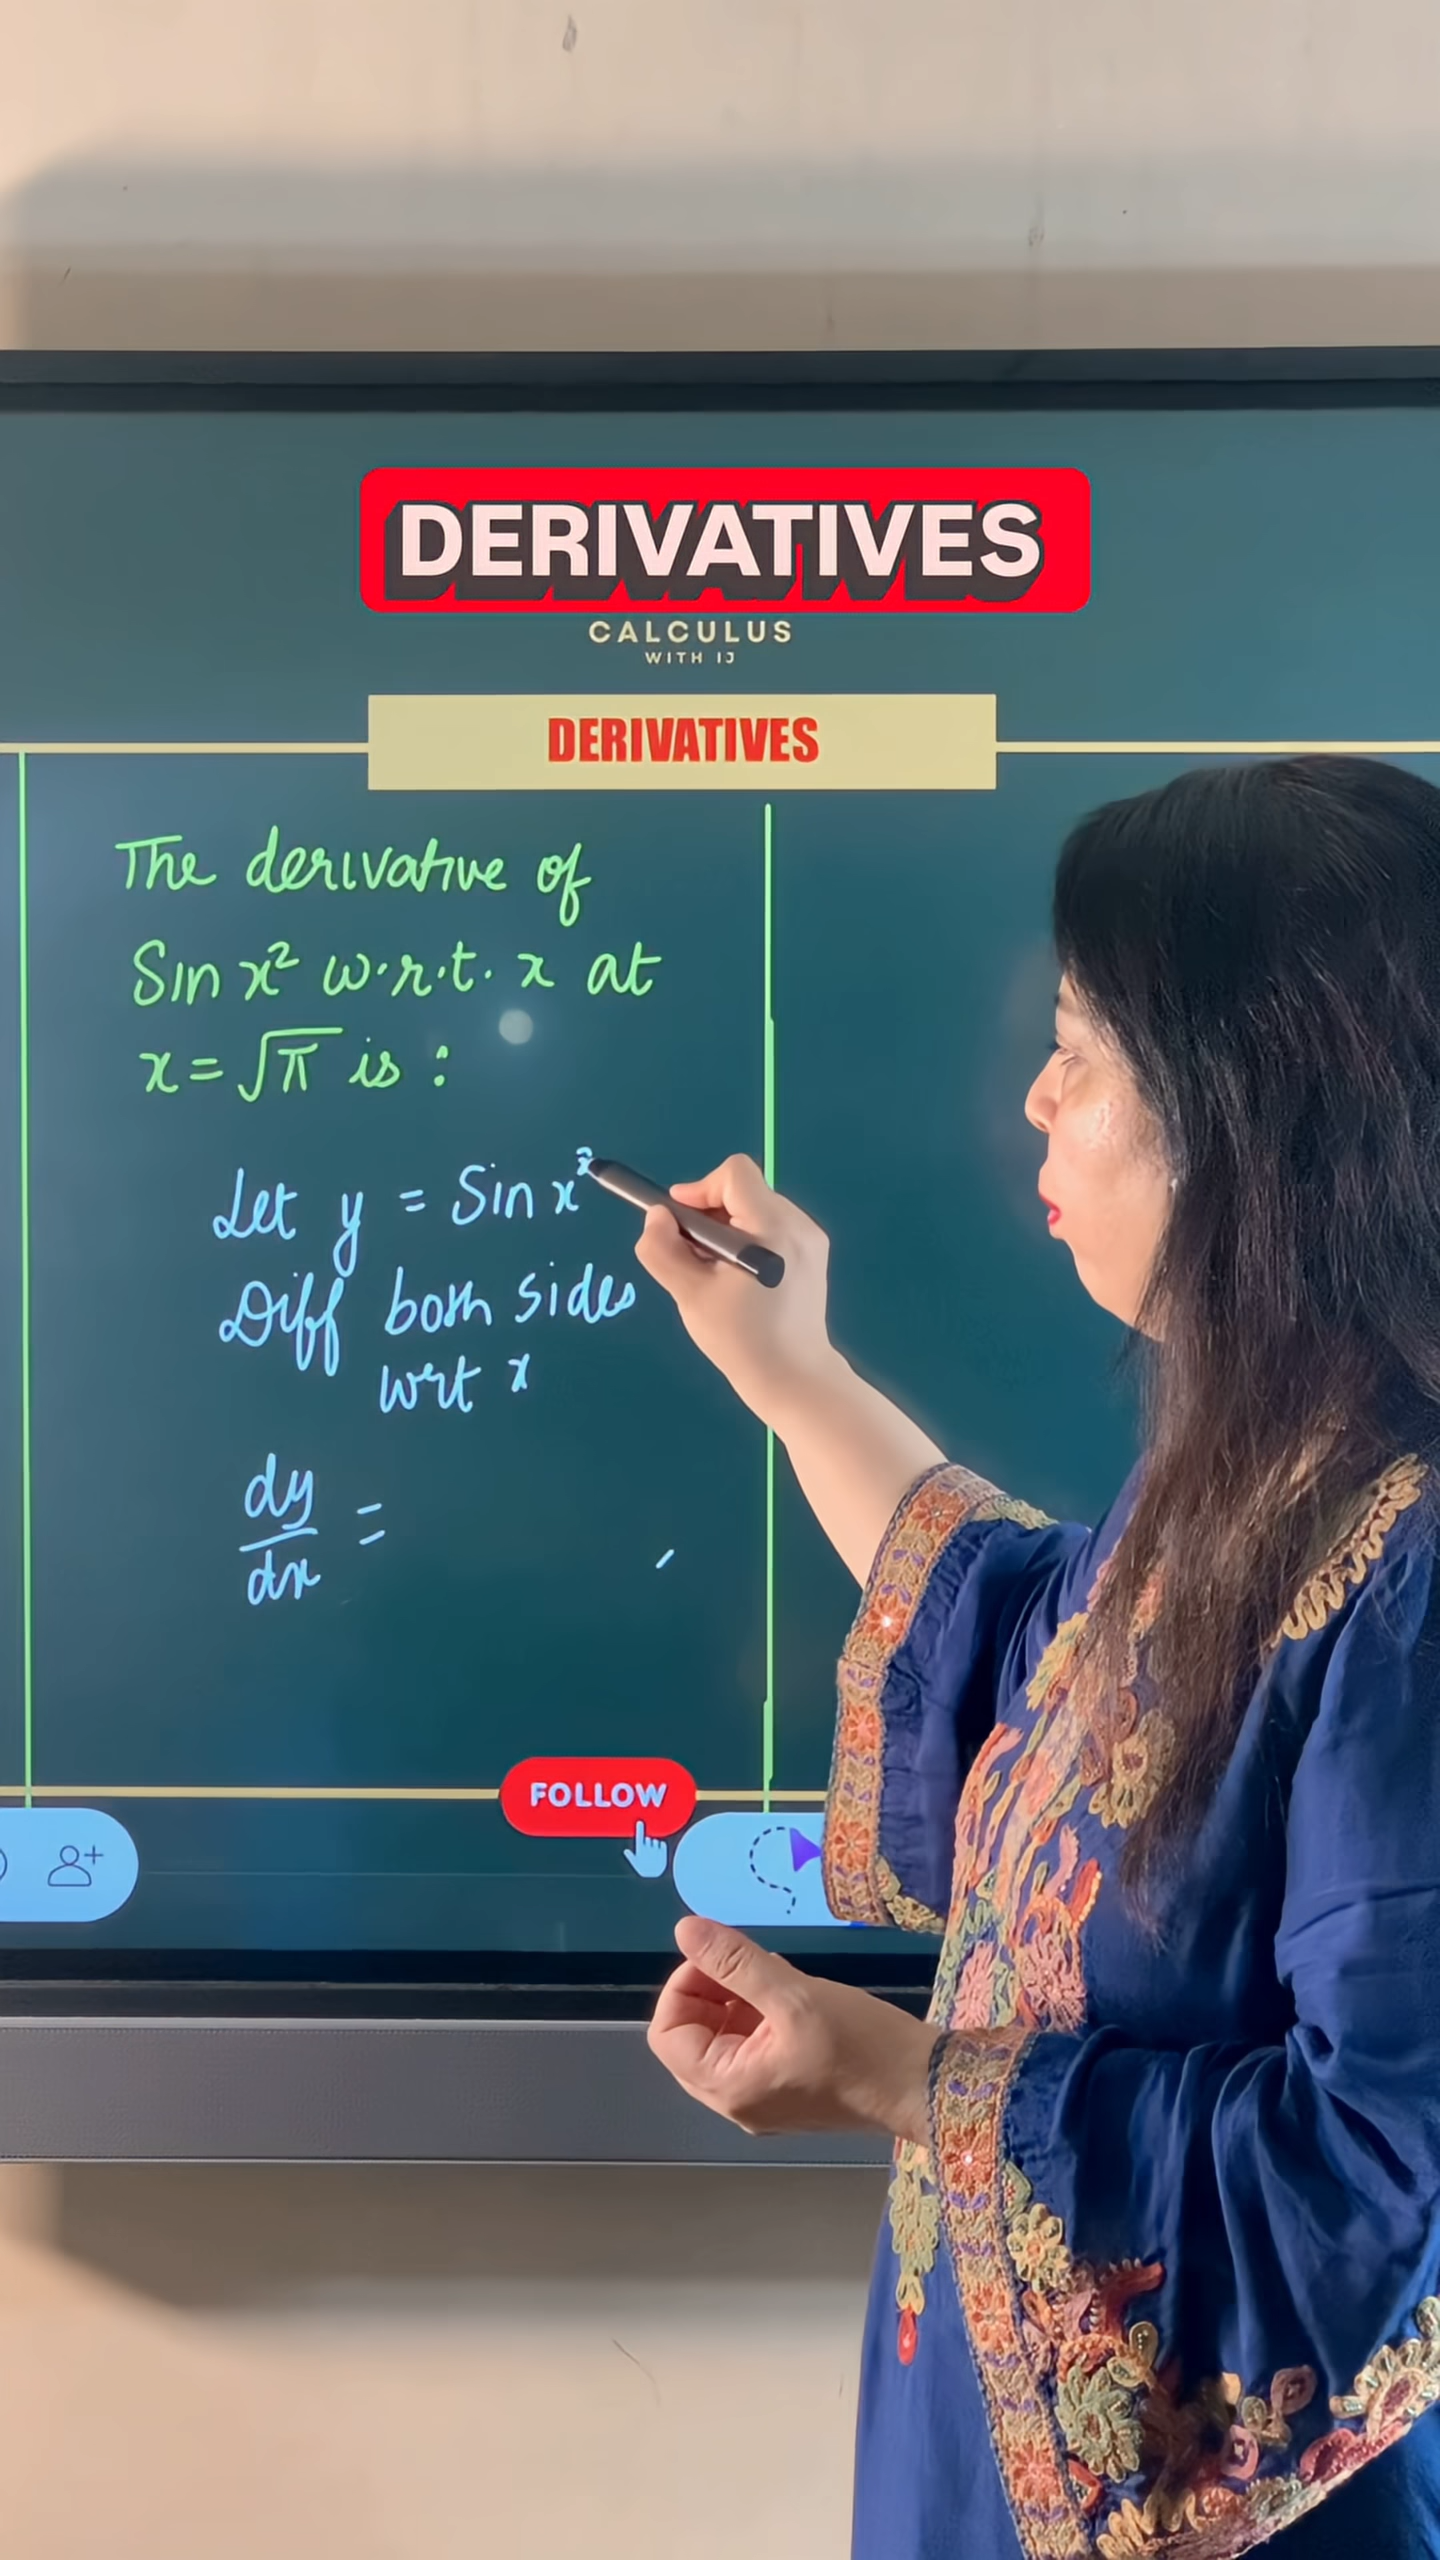 DERIVATIVES
CALCULUS
WITH IJ
DERIVATIVES
The derivative of
Sin x² w.r.t. x at
x = √π is :
Let y = Sin x²
Diff both sides
wrt x
dy/dx =
FOLLOW